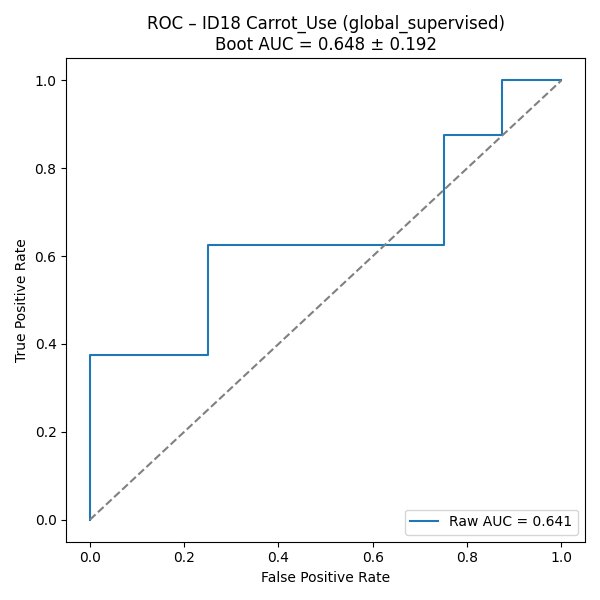 ROC – ID18 Carrot_Use (global_supervised)
Boot AUC = 0.648 ± 0.192
True Positive Rate
1.0
0.8
0.6
0.4
0.2
0.0
Raw AUC = 0.641
0.0 0.2 0.4 0.6 0.8 1.0
False Positive Rate